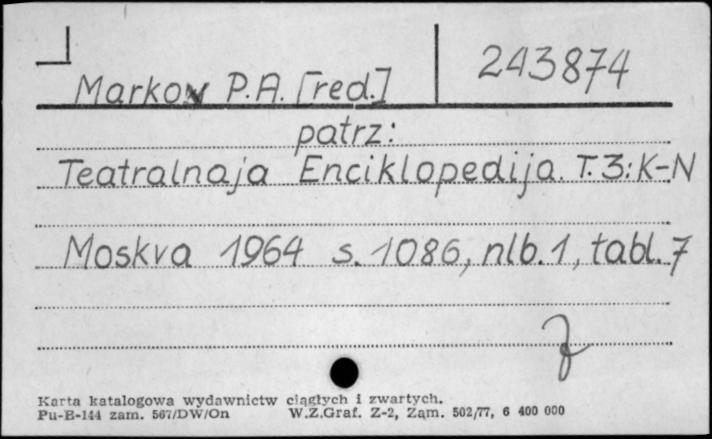 Markov P.A. [red.]
243874
patrz:
Teatralnaja Enciklopedija. T.3: K-N
Moskva 1964 s. 1086, nlb. 1, tabl. 7
Karta katalogowa wydawnictw ciągłych i zwartych.
Pu-B-144 zam. 567/DW/On W.Z.Graf. Z-2, Zam. 502/77, 6 400 000